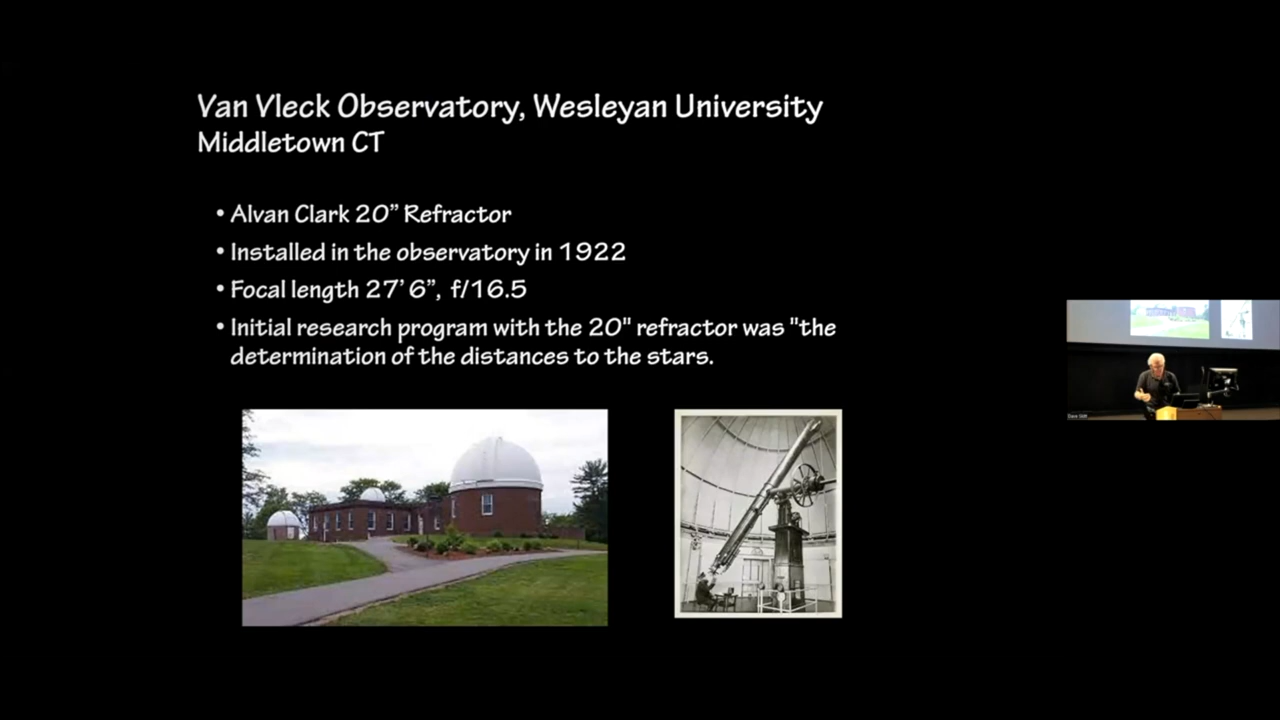 Van Vleck Observatory, Wesleyan University
Middletown CT
• Alvan Clark 20” Refractor
• Installed in the observatory in 1922
• Focal length 27’ 6”, f/16.5
• Initial research program with the 20" refractor was "the
determination of the distances to the stars.